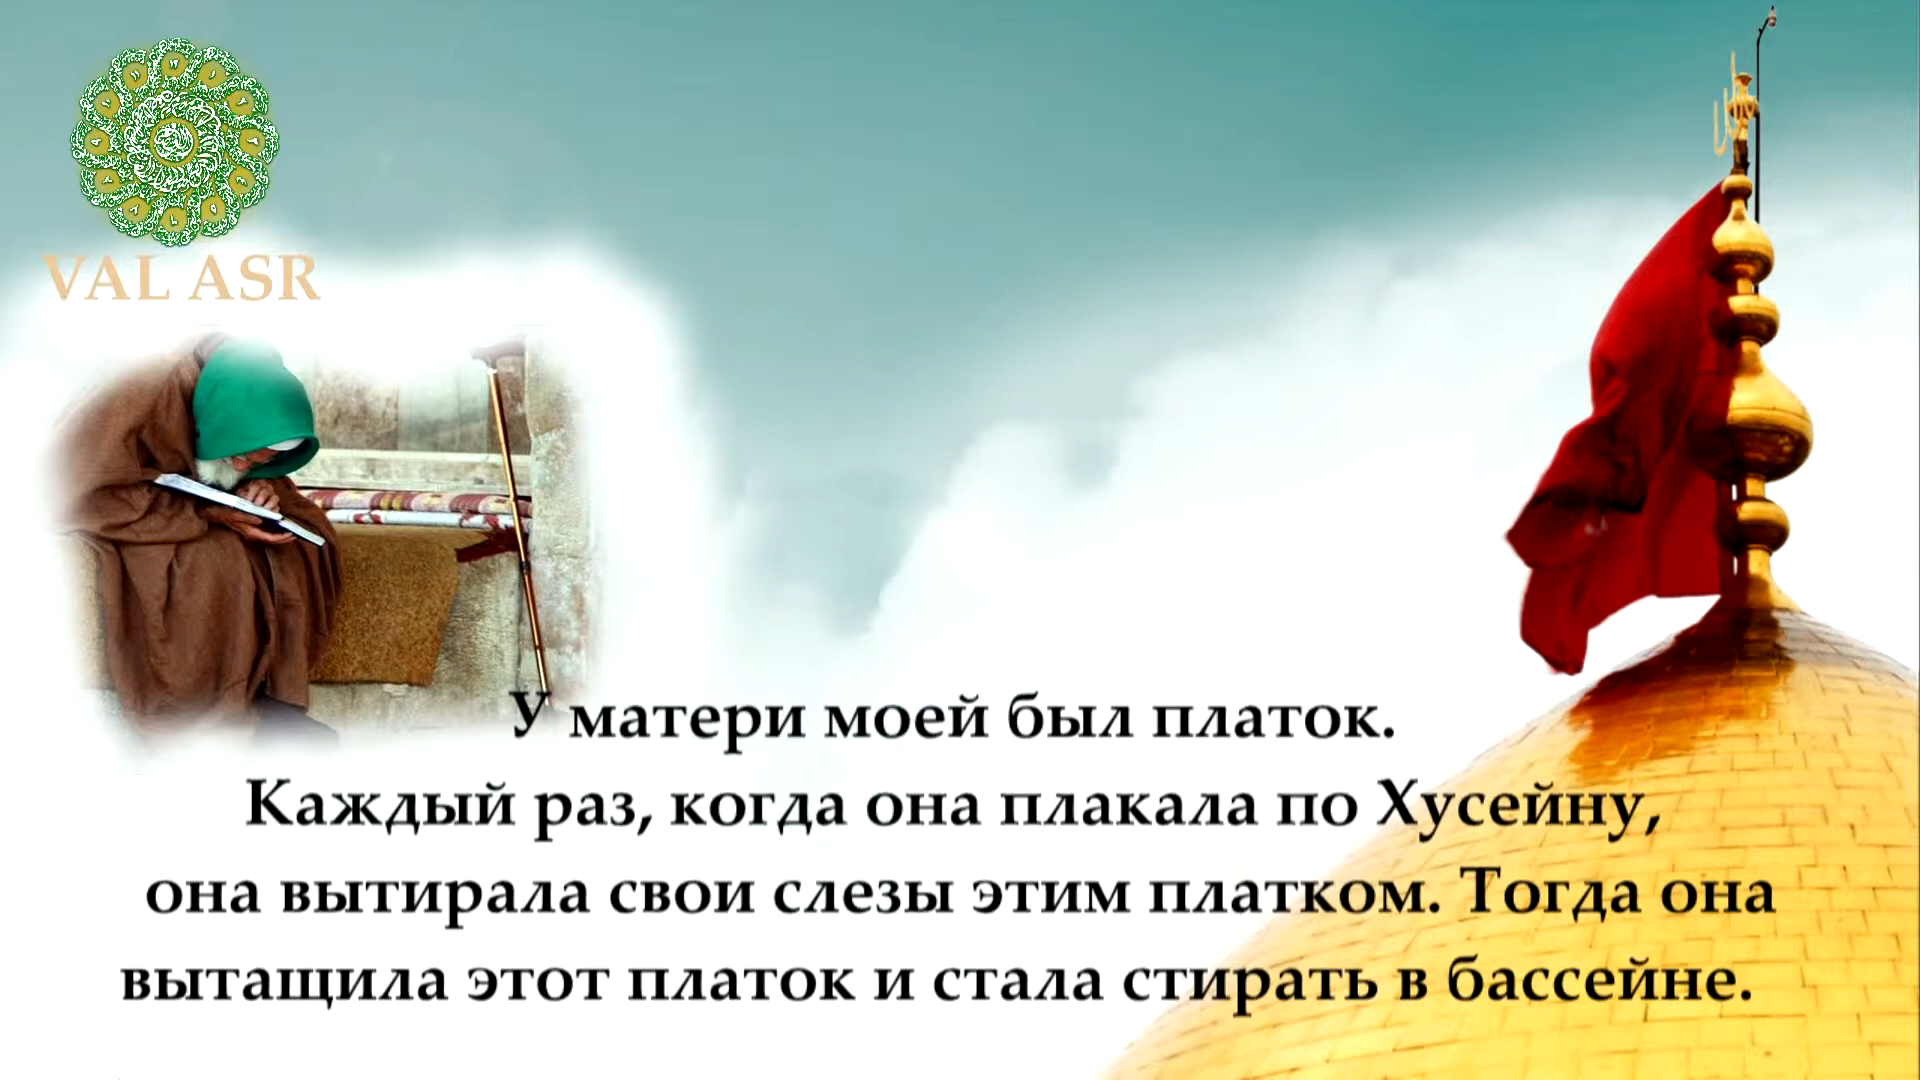 VAL ASR
У матери моей был платок.
Каждый раз, когда она плакала по Хусейну,
она вытирала свои слезы этим платком. Тогда она
вытащила этот платок и стала стирать в бассейне.